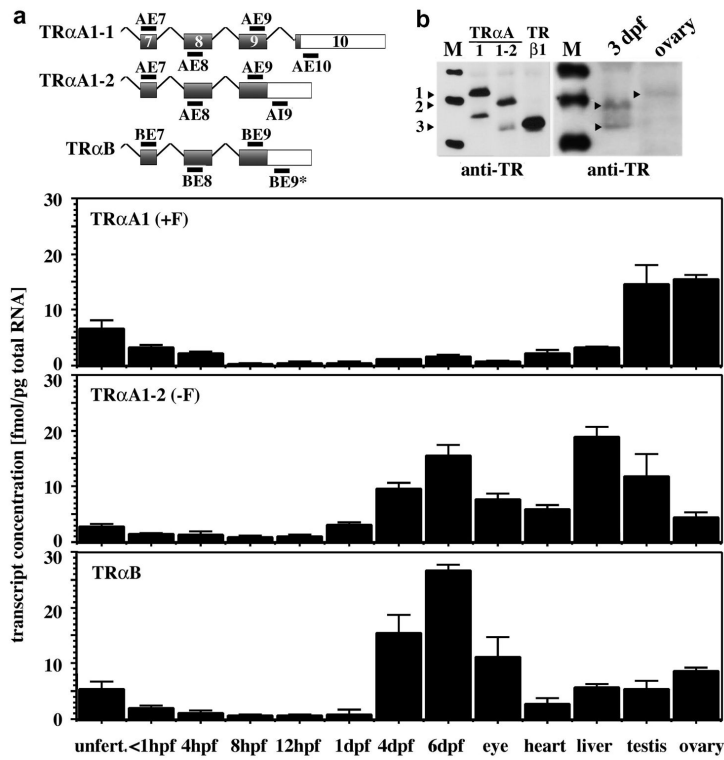 a
AE7 AE9
TRαA1-1 7 8 9 10
AE8 AE10
AE7 AE9
TRαA1-2
AE8 AI9
BE7 BE9
TRαB
BE8 BE9*
b
TRαA TR
M 1 1-2 β1 M 3 dpf ovary
1
2
3
anti-TR anti-TR
transcript concentration [fmol/pg total RNA]
30
TRαA1 (+F)
20
10
0
30
TRαA1-2 (-F)
20
10
0
30
TRαB
20
10
0
unfert. <1hpf 4hpf 8hpf 12hpf 1dpf 4dpf 6dpf eye heart liver testis ovary